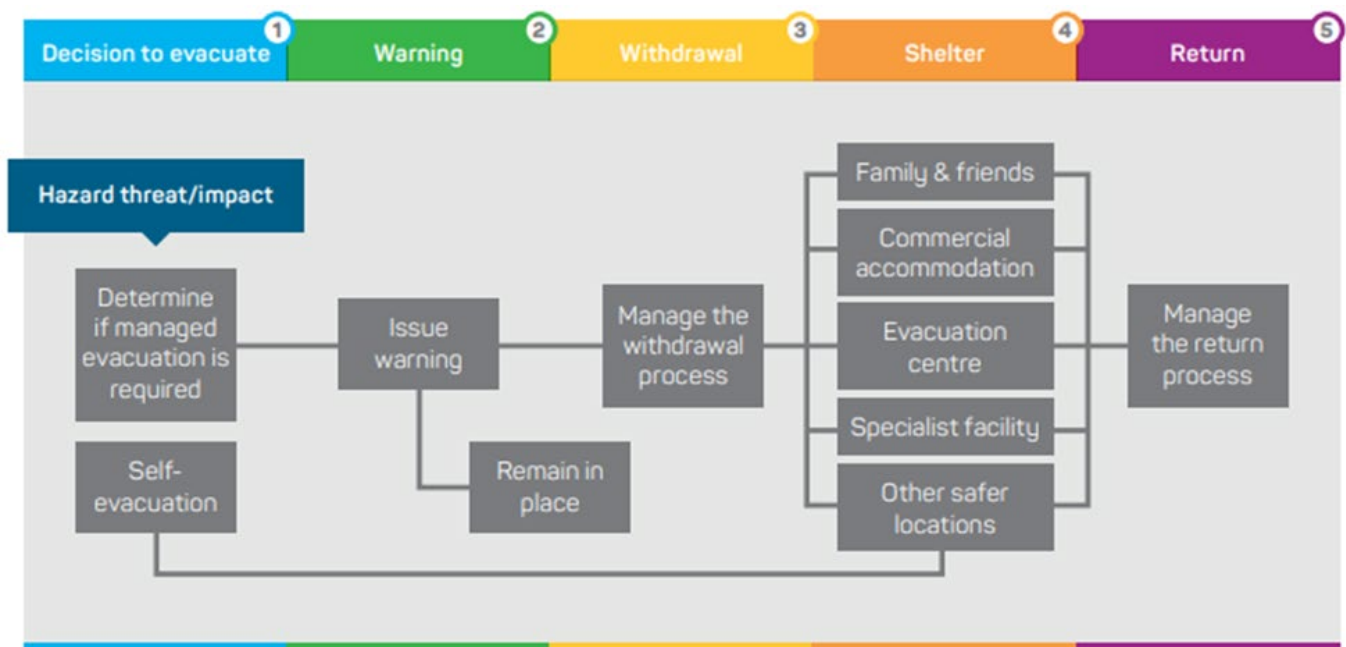 1
2
3
4
5
Decision to evacuate
Warning
Withdrawal
Shelter
Return
Hazard threat/impact
Determine
if managed
evacuation is
required
Self-
evacuation
Issue
warning
Remain in
place
Manage the
withdrawal
process
Family & friends
Commercial
accommodation
Evacuation
centre
Specialist facility
Other safer
locations
Manage
the return
process